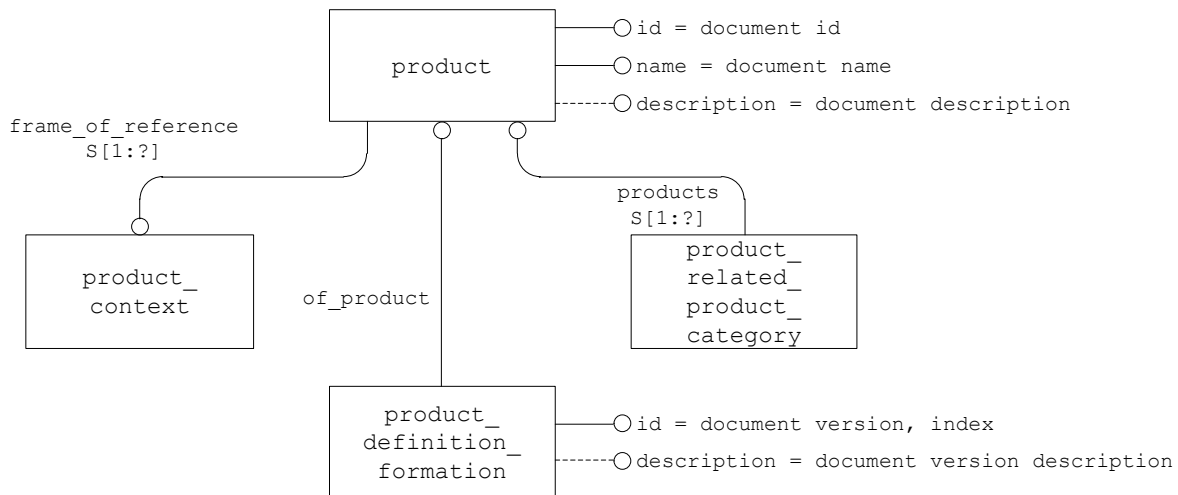 product
id = document id
name = document name
description = document description
frame_of_reference
S[1:?]
products
S[1:?]
product_
context
of_product
product_
related_
product_
category
product_
definition_
formation
id = document version, index
description = document version description